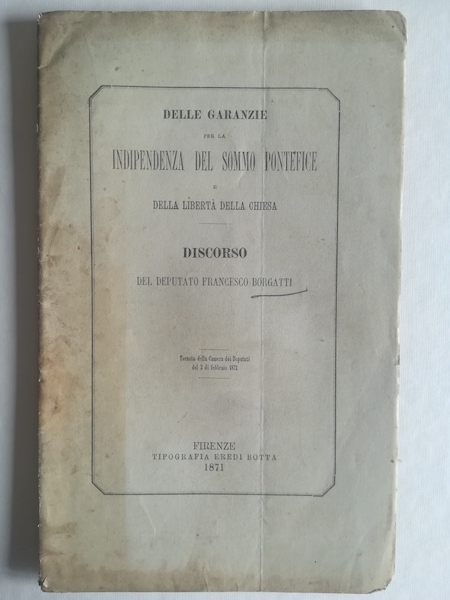 DELLE GARANZIE
PER LA
INDIPENDENZA DEL SOMMO PONTEFICE
E
DELLA LIBERTÀ DELLA CHIESA
DISCORSO
DEL DEPUTATO FRANCESCO BORGATTI
Tornata della Camera dei Deputati
del 3 di febbraio 1871
FIRENZE
TIPOGRAFIA EREDI BOTTA
1871